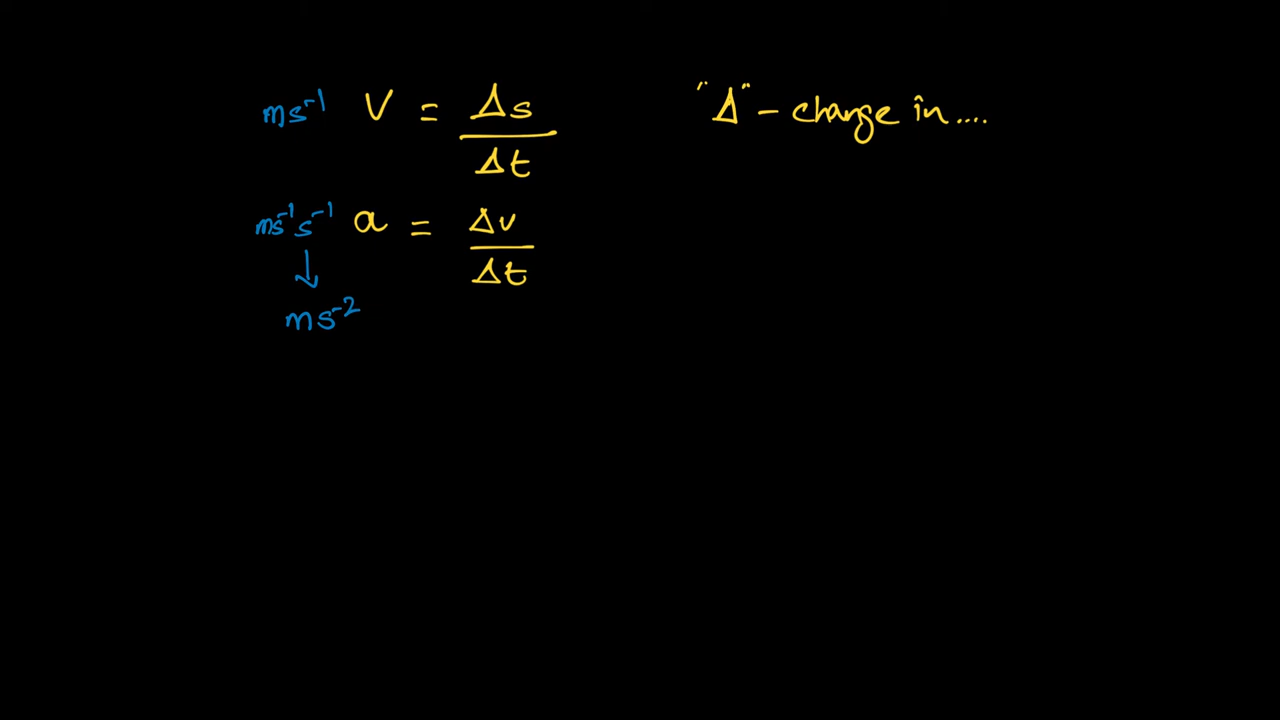 ms⁻¹ V = Δs / Δt
"Δ" – change in....
ms⁻¹s⁻¹ a = Δv / Δt
↓
ms⁻²